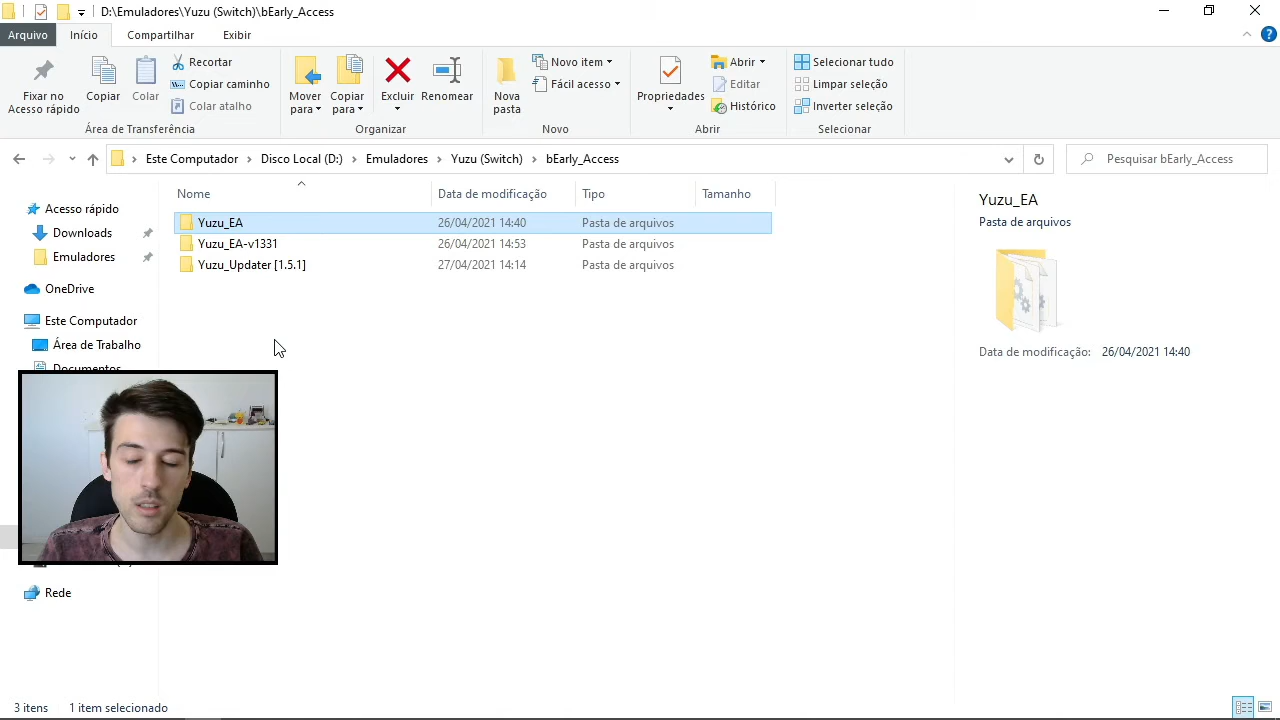 D:\Emuladores\Yuzu (Switch)\bEarly_Access
Arquivo
Início
Compartilhar
Exibir
Fixar no
Acesso rápido
Copiar
Colar
Recortar
Copiar caminho
Colar atalho
Área de Transferência
Mover
para
Copiar
para
Excluir
Renomear
Organizar
Nova
pasta
Novo item
Fácil acesso
Novo
Propriedades
Abrir
Editar
Histórico
Abrir
Selecionar tudo
Limpar seleção
Inverter seleção
Selecionar
Este Computador
Disco Local (D:)
Emuladores
Yuzu (Switch)
bEarly_Access
Pesquisar bEarly_Access
Acesso rápido
Downloads
Emuladores
OneDrive
Este Computador
Área de Trabalho
Documentos
Rede
Nome
Data de modificação
Tipo
Tamanho
Yuzu_EA
26/04/2021 14:40
Pasta de arquivos
Yuzu_EA-v1331
26/04/2021 14:53
Pasta de arquivos
Yuzu_Updater [1.5.1]
27/04/2021 14:14
Pasta de arquivos
Yuzu_EA
Pasta de arquivos
Data de modificação: 26/04/2021 14:40
3 itens
1 item selecionado